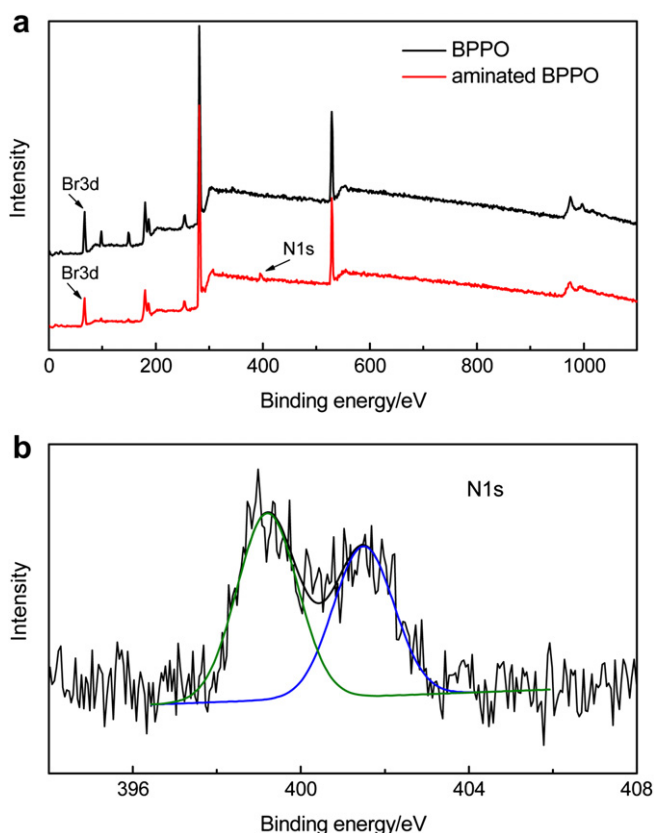 a
BPPO
aminated BPPO
Br3d
N1s
Br3d
Intensity
0 200 400 600 800 1000
Binding energy/eV
b
N1s
Intensity
396 400 404 408
Binding energy/eV